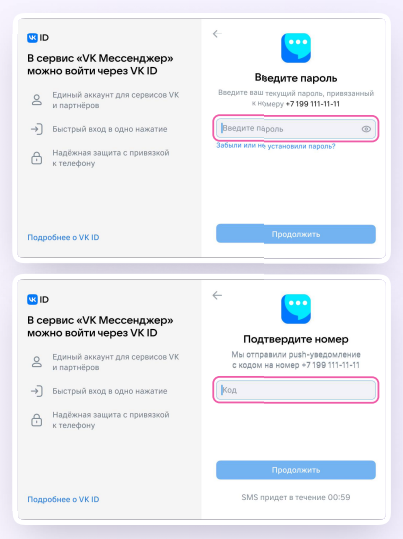 VK ID
В сервис «VK Мессенджер»
можно войти через VK ID
Единый аккаунт для сервисов VK
и партнёров
Быстрый вход в одно нажатие
Надёжная защита с привязкой
к телефону
Подробнее о VK ID
Введите пароль
Введите ваш текущий пароль, привязанный
к номеру +7 199 111-11-11
Введите пароль
Забыли или не установили пароль?
Продолжить
VK ID
В сервис «VK Мессенджер»
можно войти через VK ID
Единый аккаунт для сервисов VK
и партнёров
Быстрый вход в одно нажатие
Надёжная защита с привязкой
к телефону
Подробнее о VK ID
Подтвердите номер
Мы отправили push-уведомление
с кодом на номер +7 199 111-11-11
Код
Продолжить
SMS придет в течение 00:59